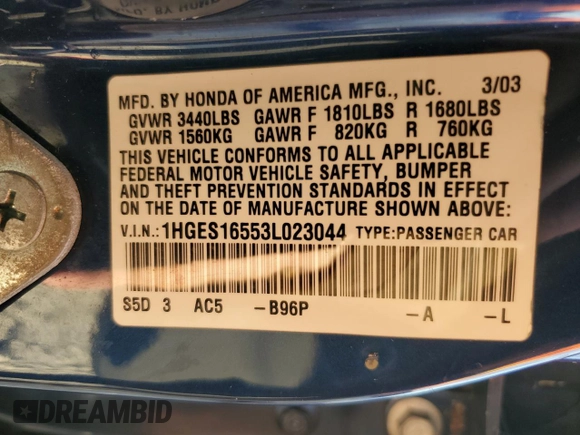 MFD. BY HONDA OF AMERICA MFG., INC. 3/03
GVWR 3440LBS GAWR F 1810LBS R 1680LBS
GVWR 1560KG GAWR F 820KG R 760KG
THIS VEHICLE CONFORMS TO ALL APPLICABLE
FEDERAL MOTOR VEHICLE SAFETY, BUMPER
AND THEFT PREVENTION STANDARDS IN EFFECT
ON THE DATE OF MANUFACTURE SHOWN ABOVE:
V.I.N.:1HGES16553L023044 TYPE:PASSENGER CAR
S5D 3 AC5 –B96P –A –L
DREAMBID